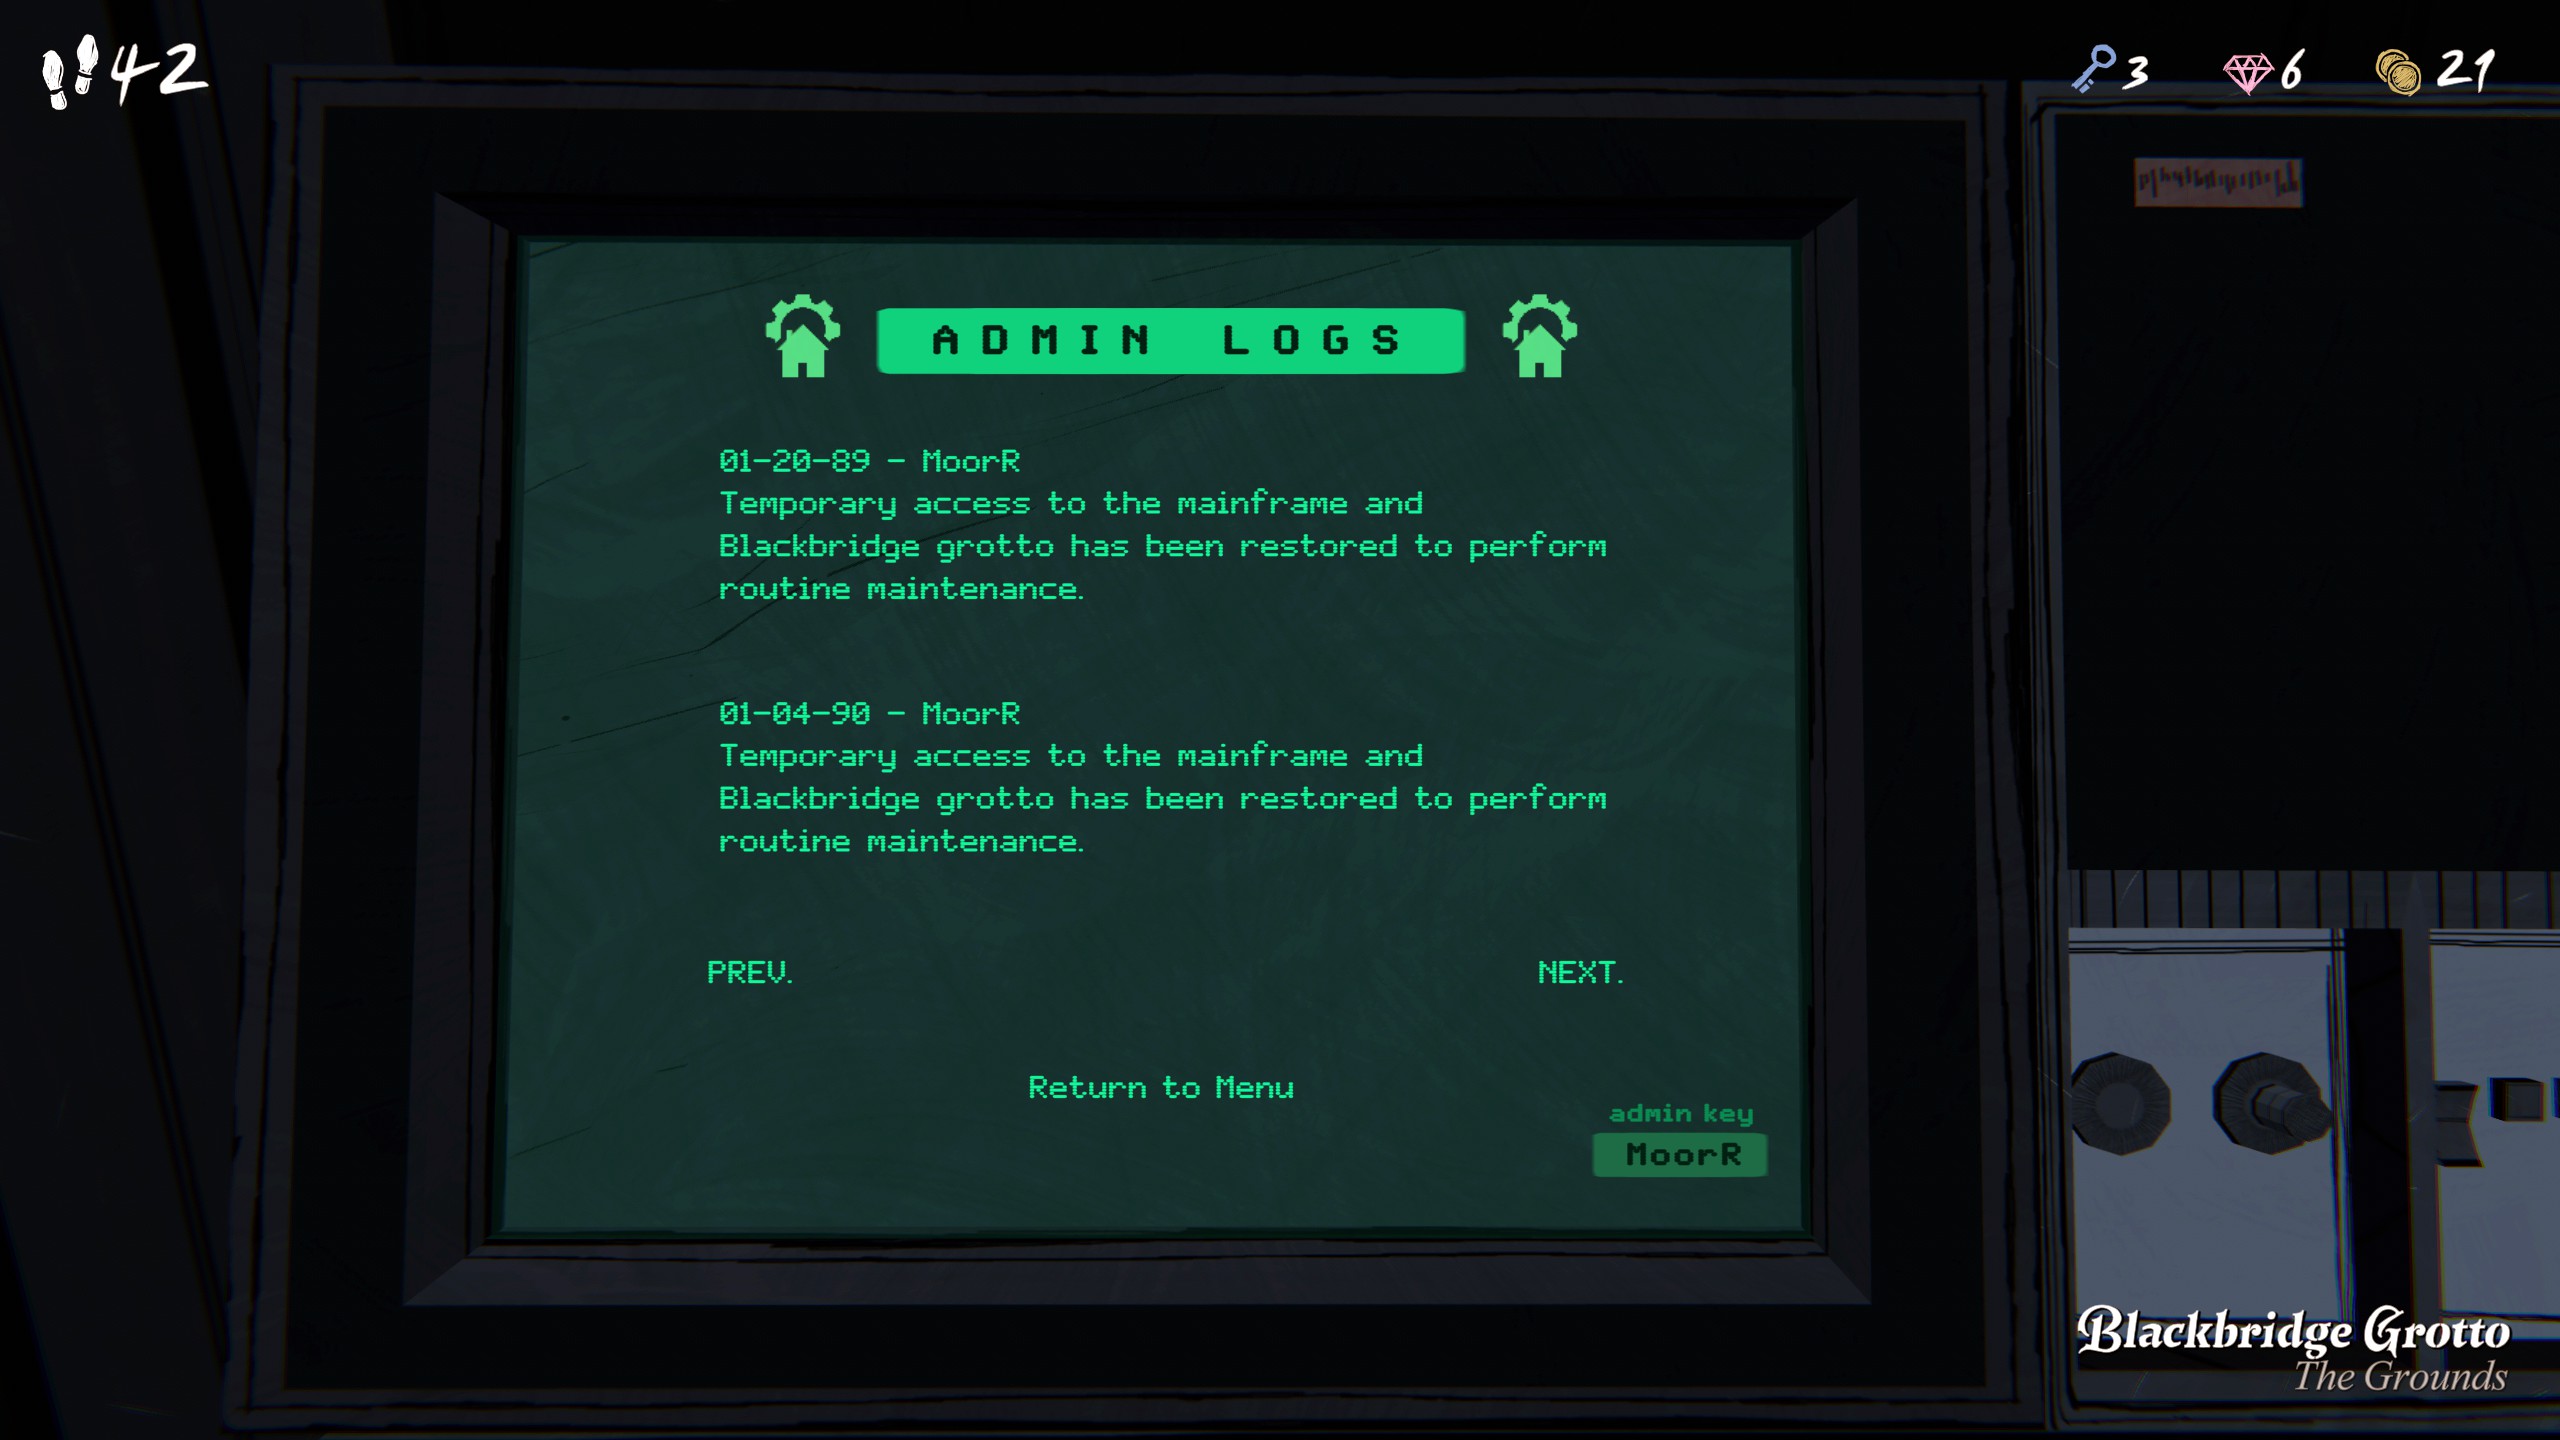 42
3
6
21
ADMIN LOGS
01-20-89 - MoorR
Temporary access to the mainframe and
Blackbridge grotto has been restored to perform
routine maintenance.
01-04-90 - MoorR
Temporary access to the mainframe and
Blackbridge grotto has been restored to perform
routine maintenance.
PREV.
NEXT.
Return to Menu
admin key
MoorR
Blackbridge Grotto
The Grounds